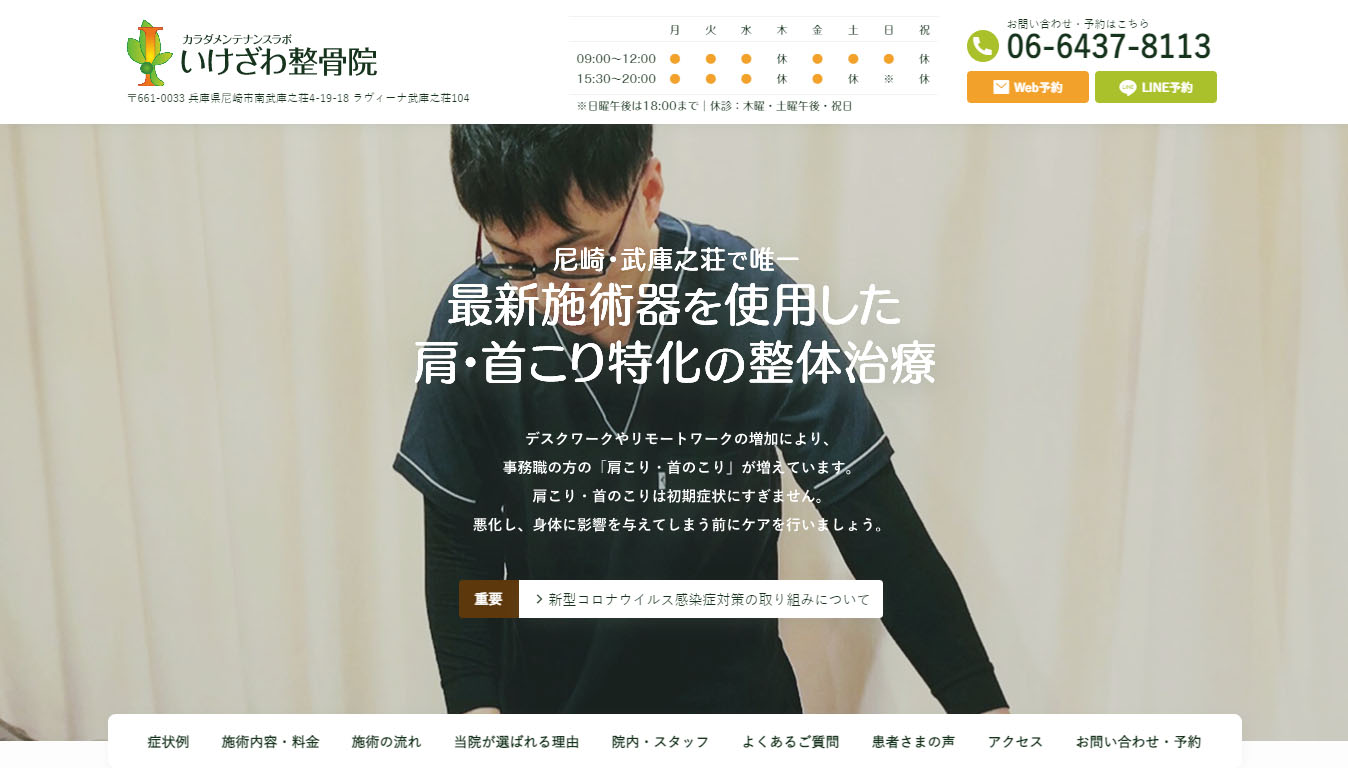 カラダメンテナンスラボ
いけざわ整骨院
〒661-0033 兵庫県尼崎市南武庫之荘4-19-18 ラヴィーナ武庫之荘104
月 火 水 木 金 土 日 祝
09:00〜12:00 ● ● ● 休 ● ● ● 休
15:30〜20:00 ● ● ● 休 ● 休 ※ 休
※日曜午後は18:00まで｜休診：木曜・土曜午後・祝日
お問い合わせ・予約はこちら
06-6437-8113
Web予約
LINE LINE予約
尼崎・武庫之荘で唯一
最新施術器を使用した
肩・首こり特化の整体治療
デスクワークやリモートワークの増加により、
事務職の方の「肩こり・首のこり」が増えています。
肩こり・首のこりは初期症状にすぎません。
悪化し、身体に影響を与えてしまう前にケアを行いましょう。
重要 新型コロナウイルス感染症対策の取り組みについて
症状例 施術内容・料金 施術の流れ 当院が選ばれる理由 院内・スタッフ よくあるご質問 患者さまの声 アクセス お問い合わせ・予約